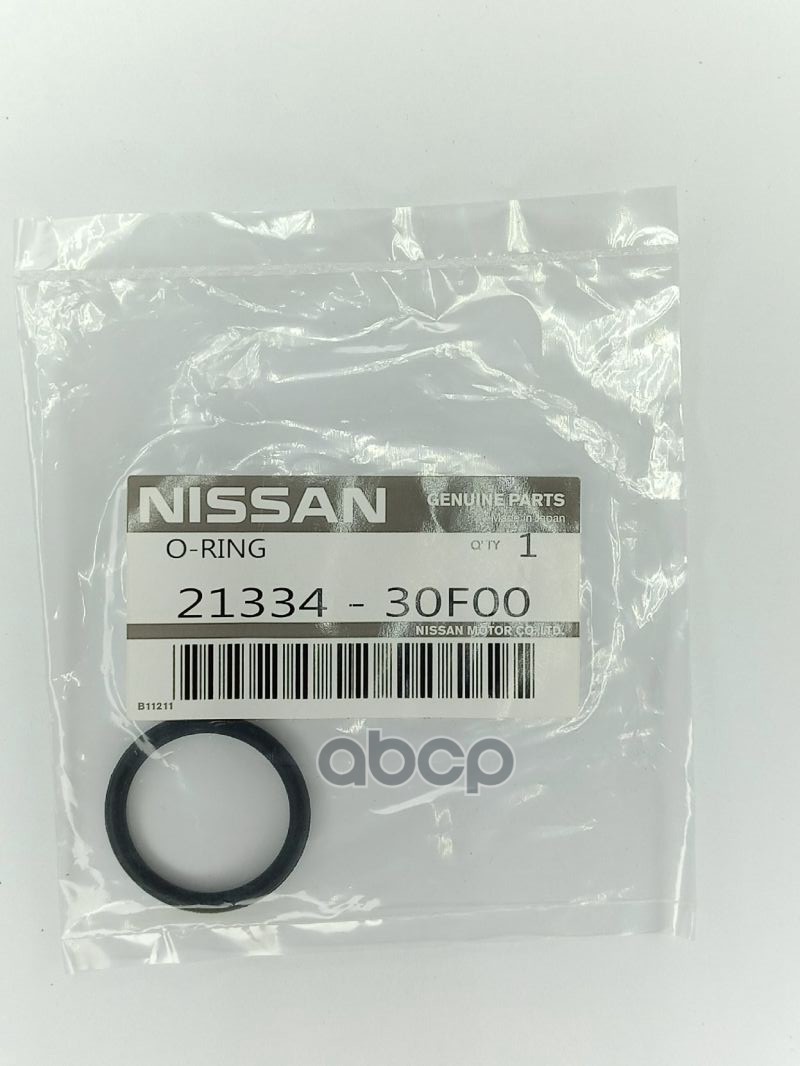 NISSAN GENUINE PARTS
Made in Japan
O-RING Q'TY 1
21334 - 30F00
NISSAN MOTOR CO.,LTD.
B11211
abcp